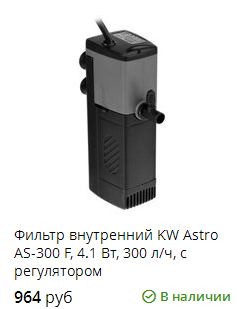 Фильтр внутренний KW Astro
AS-300 F, 4.1 Вт, 300 л/ч, с
регулятором
964 руб
В наличии